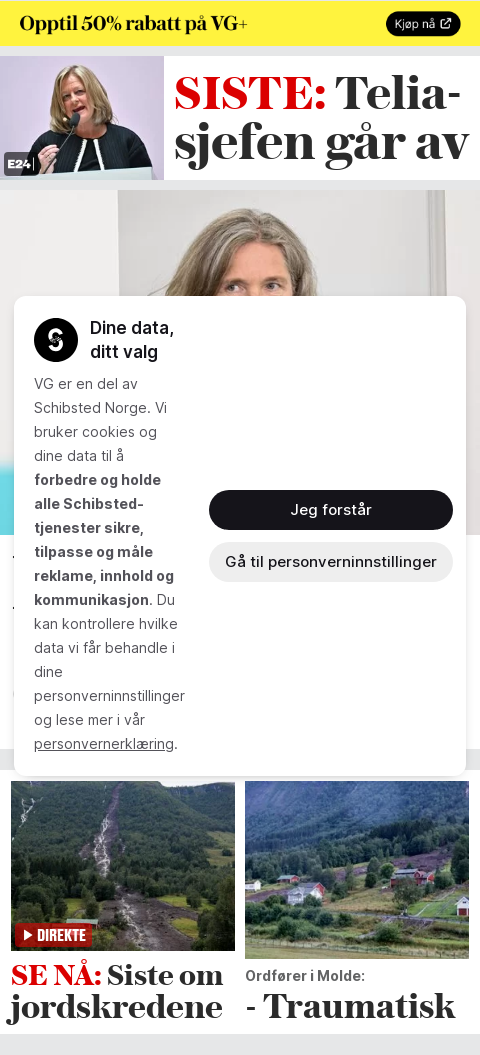 Opptil 50% rabatt på VG+
Kjøp nå
SISTE: Telia-
sjefen går av
E24
Dine data,
ditt valg
VG er en del av
Schibsted Norge. Vi
bruker cookies og
dine data til å
forbedre og holde
alle Schibsted-
tjenester sikre,
tilpasse og måle
reklame, innhold og
kommunikasjon. Du
kan kontrollere hvilke
data vi får behandle i
dine
personverninnstillinger
og lese mer i vår
personvernerklæring.
Jeg forstår
Gå til personverninnstillinger
DIREKTE
SE NÅ: Siste om
jordskredene
Ordfører i Molde:
- Traumatisk